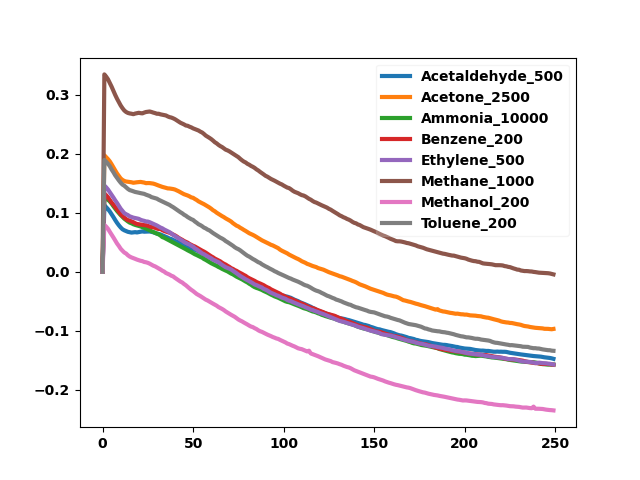 0.3
0.2
0.1
0.0
−0.1
−0.2
0
50
100
150
200
250
Acetaldehyde_500
Acetone_2500
Ammonia_10000
Benzene_200
Ethylene_500
Methane_1000
Methanol_200
Toluene_200